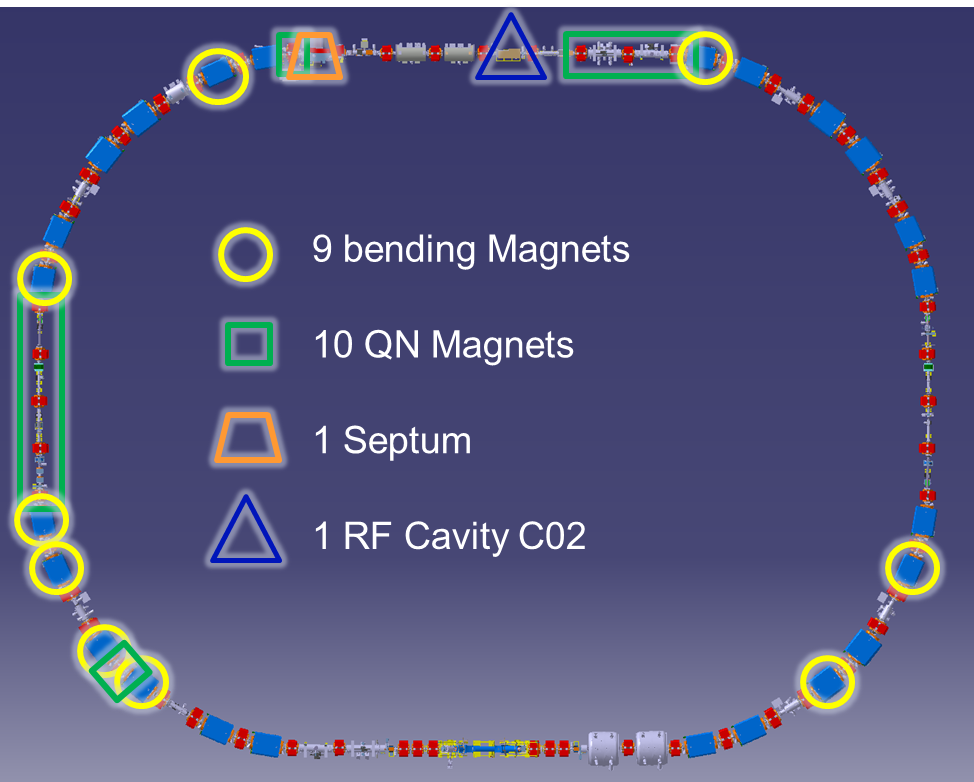 9 bending Magnets
10 QN Magnets
1 Septum
1 RF Cavity C02